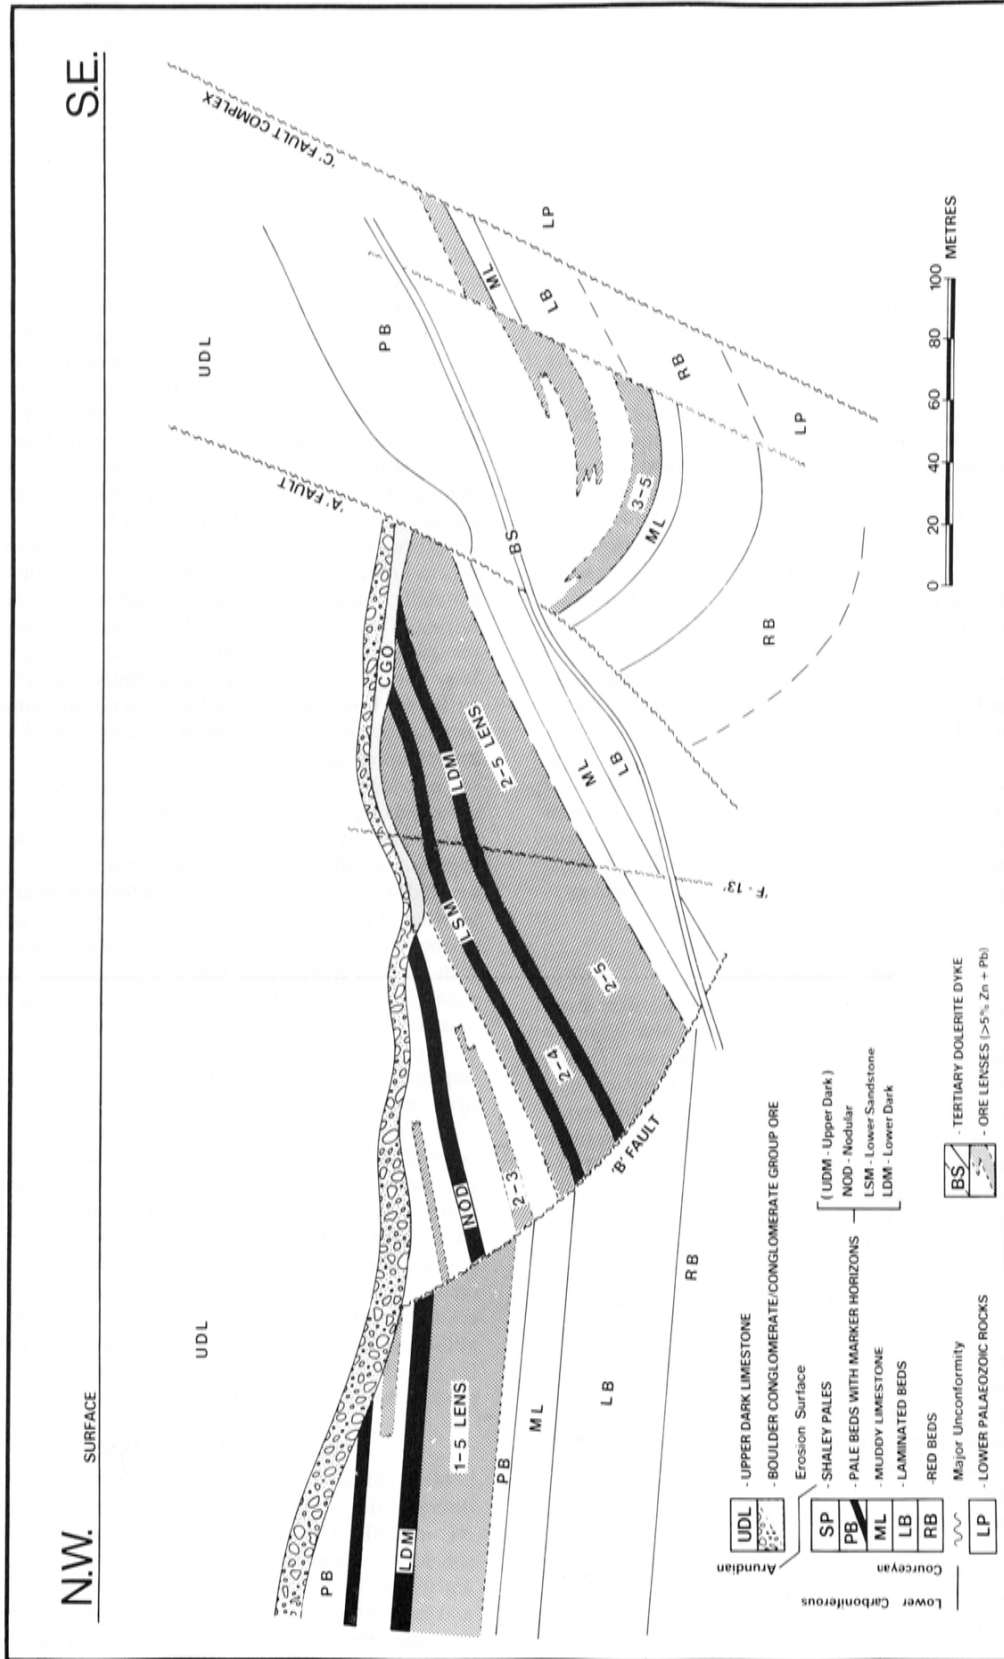 N.W.
S.E.
SURFACE
UDL
UDL
'C' FAULT COMPLEX
'A' FAULT
PB
PB
LDM
1-5 LENS
PB
ML
LB
RB
NOD
2-3
'B' FAULT
LSM
2-4
LDM
2-5
2-5 LENS
CGO
ML
LB
'F - 13'
BS
3-5
ML
RB
ML
LB
RB
LP
LP
0 20 40 60 80 100
METRES
UDL - UPPER DARK LIMESTONE
- BOULDER CONGLOMERATE/CONGLOMERATE GROUP ORE
Erosion Surface
SP - SHALEY PALES
PB - PALE BEDS WITH MARKER HORIZONS
(UDM - Upper Dark)
NOD - Nodular
LSM - Lower Sandstone
LDM - Lower Dark
ML - MUDDY LIMESTONE
LB - LAMINATED BEDS
RB - RED BEDS
Major Unconformity
LP - LOWER PALAEOZOIC ROCKS
BS - TERTIARY DOLERITE DYKE
- ORE LENSES (>5% Zn + Pb)
Arundian
Courceyan
Lower Carboniferous